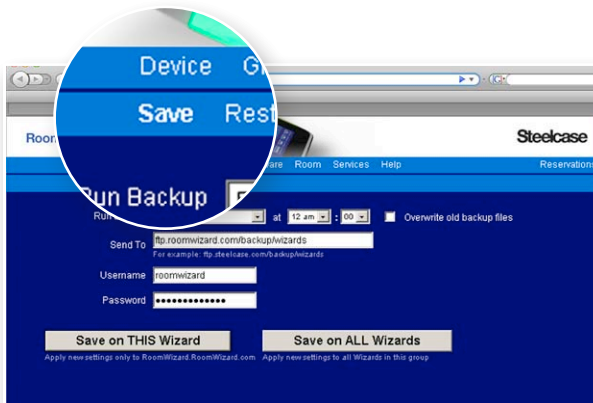 Device G
Save Rest
Steelcase
Room Services Help Reservations
Run Backup
at 12 am : 00 Overwrite old backup files
Send To ftp.roomwizard.com/backup/wizards
For example: ftp.steelcase.com/backup/wizards
Username roomwizard
Password •••••••••••••
Save on THIS Wizard Save on ALL Wizards
Apply new settings only to RoomWizard.RoomWizard.com Apply new settings to all Wizards in this group